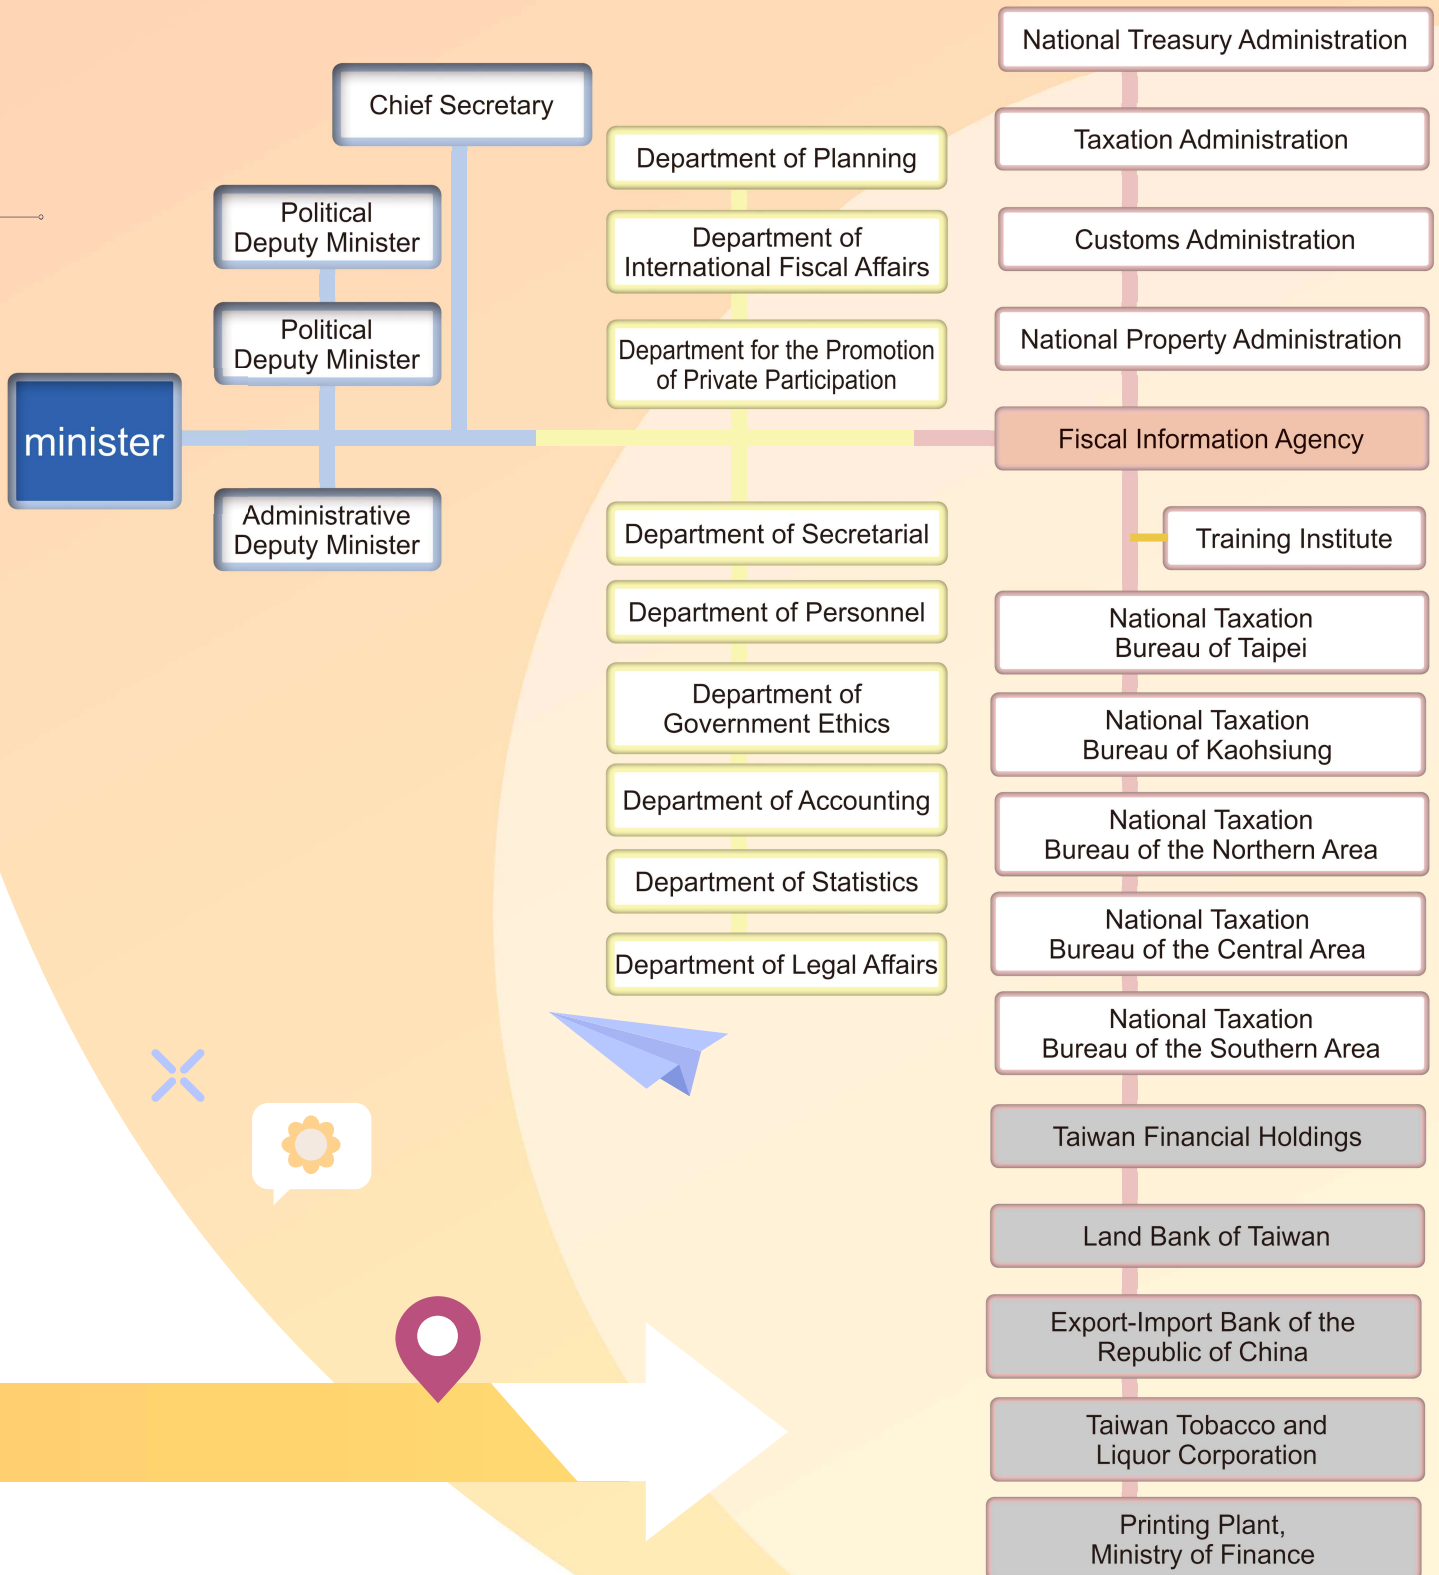 minister
Chief Secretary
Political
Deputy Minister
Political
Deputy Minister
Administrative
Deputy Minister
Department of Planning
Department of
International Fiscal Affairs
Department for the Promotion
of Private Participation
Department of Secretarial
Department of Personnel
Department of
Government Ethics
Department of Accounting
Department of Statistics
Department of Legal Affairs
National Treasury Administration
Taxation Administration
Customs Administration
National Property Administration
Fiscal Information Agency
Training Institute
National Taxation
Bureau of Taipei
National Taxation
Bureau of Kaohsiung
National Taxation
Bureau of the Northern Area
National Taxation
Bureau of the Central Area
National Taxation
Bureau of the Southern Area
Taiwan Financial Holdings
Land Bank of Taiwan
Export-Import Bank of the
Republic of China
Taiwan Tobacco and
Liquor Corporation
Printing Plant,
Ministry of Finance